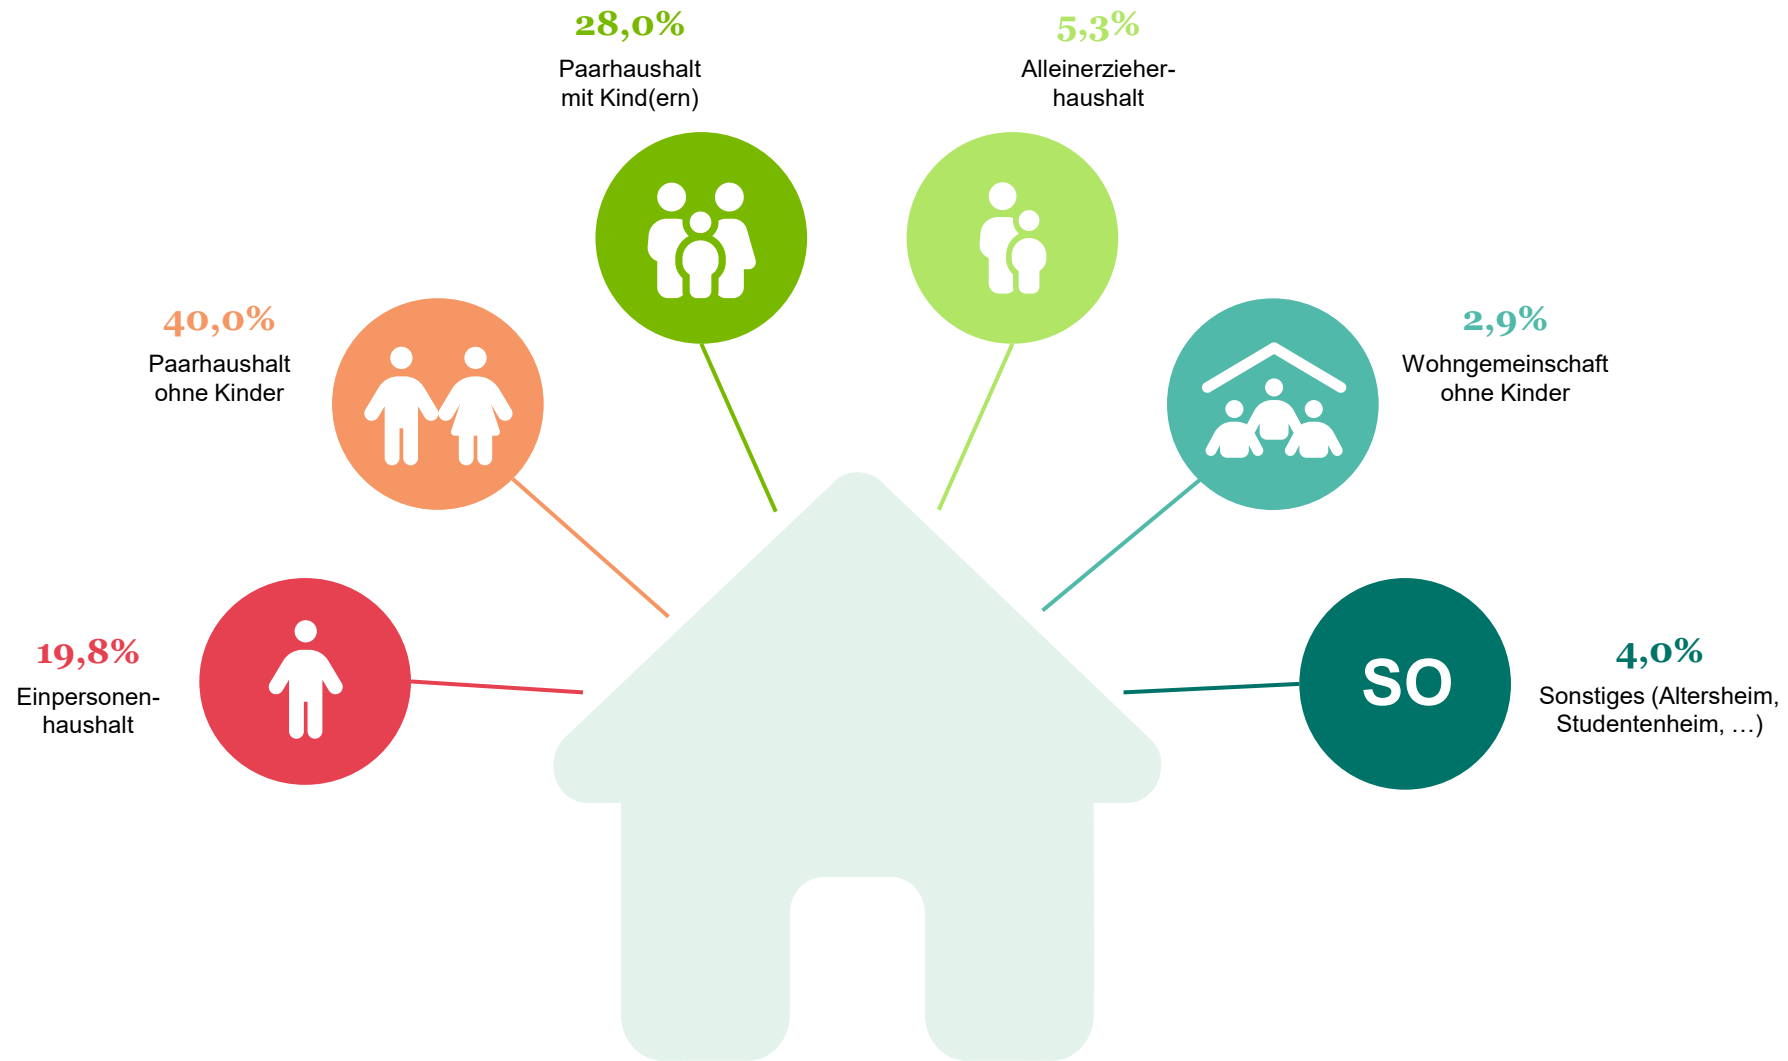 28,0%
Paarhaushalt
mit Kind(ern)
5,3%
Alleinerzieher-
haushalt
40,0%
Paarhaushalt
ohne Kinder
2,9%
Wohngemeinschaft
ohne Kinder
19,8%
Einpersonen-
haushalt
SO
4,0%
Sonstiges (Altersheim,
Studentenheim, …)